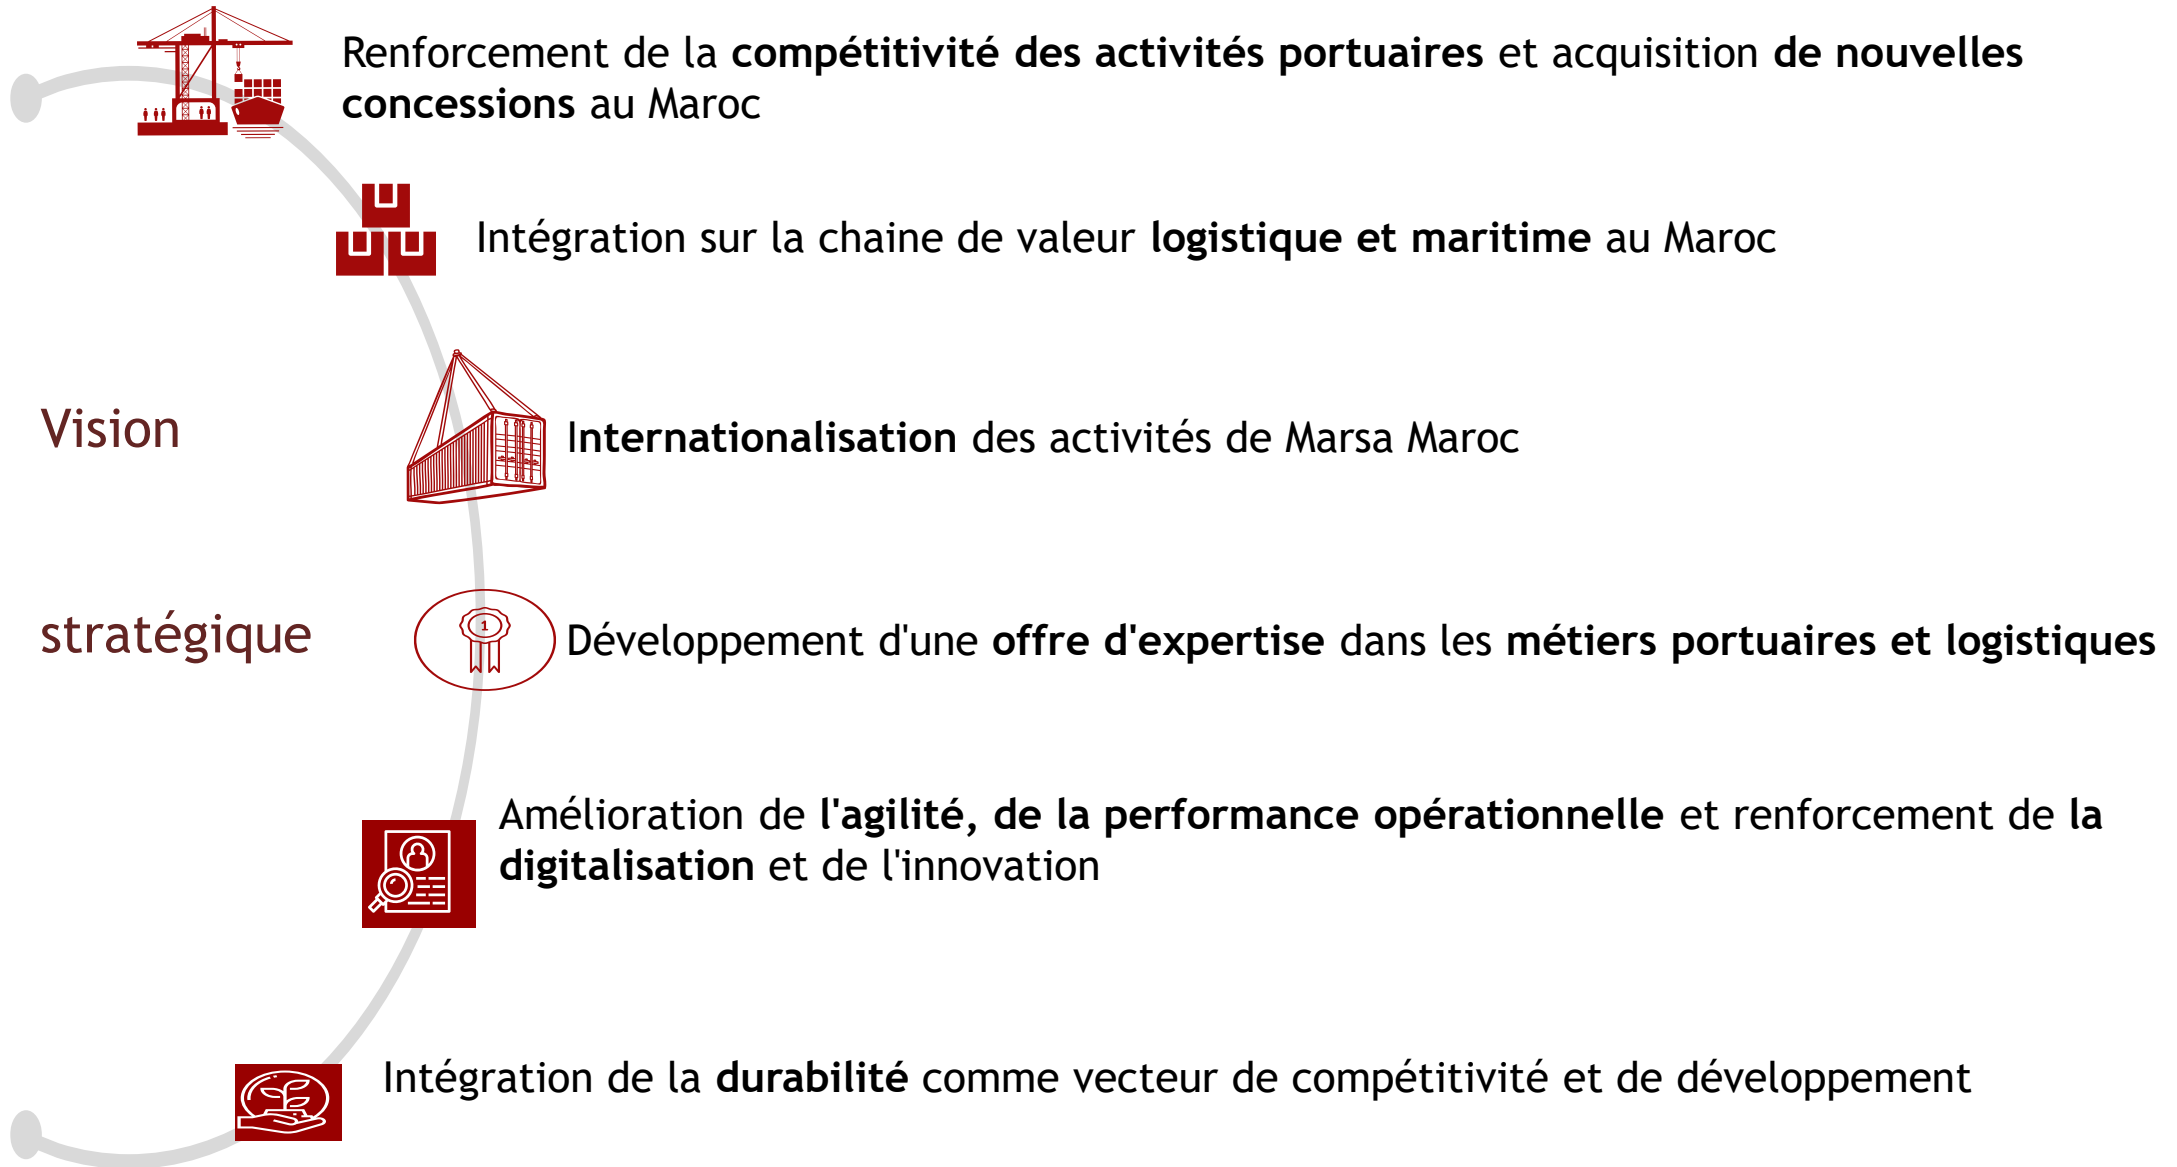 Renforcement de la compétitivité des activités portuaires et acquisition de nouvelles
concessions au Maroc
Intégration sur la chaine de valeur logistique et maritime au Maroc
Vision
Internationalisation des activités de Marsa Maroc
stratégique
1
Développement d'une offre d'expertise dans les métiers portuaires et logistiques
Amélioration de l'agilité, de la performance opérationnelle et renforcement de la
digitalisation et de l'innovation
Intégration de la durabilité comme vecteur de compétitivité et de développement